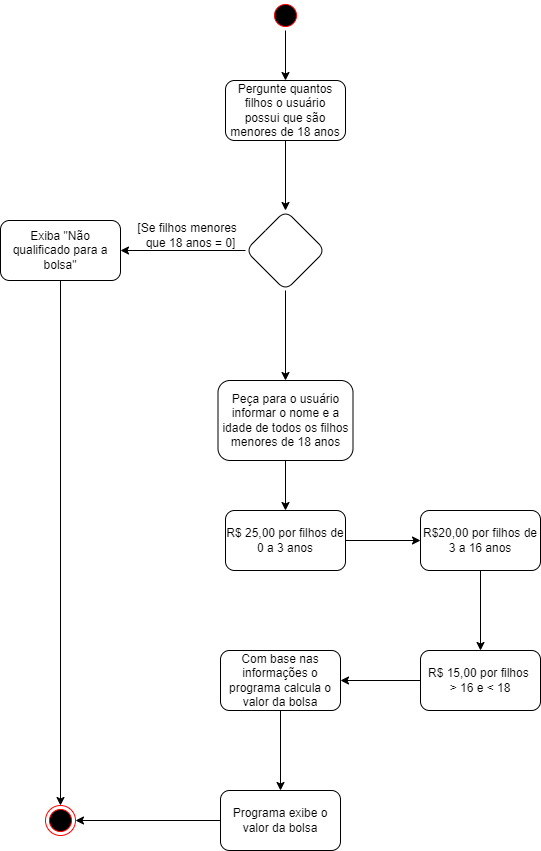 Pergunte quantos
filhos o usuário
possui que são
menores de 18 anos
[Se filhos menores
que 18 anos = 0]
Exiba "Não
qualificado para a
bolsa"
Peça para o usuário
informar o nome e a
idade de todos os filhos
menores de 18 anos
R$ 25,00 por filhos de
0 a 3 anos
R$20,00 por filhos de
3 a 16 anos
R$ 15,00 por filhos
> 16 e < 18
Com base nas
informações o
programa calcula o
valor da bolsa
Programa exibe o
valor da bolsa